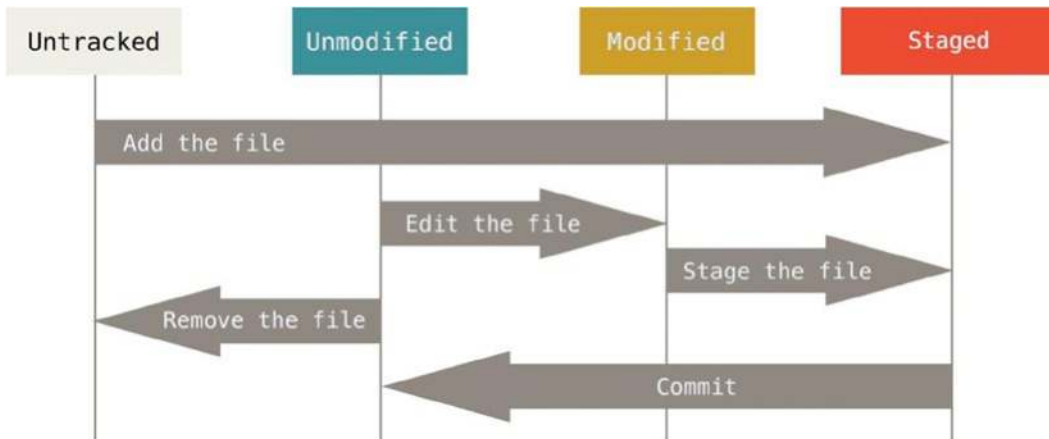 Untracked
Unmodified
Modified
Staged
Add the file
Edit the file
Stage the file
Remove the file
Commit